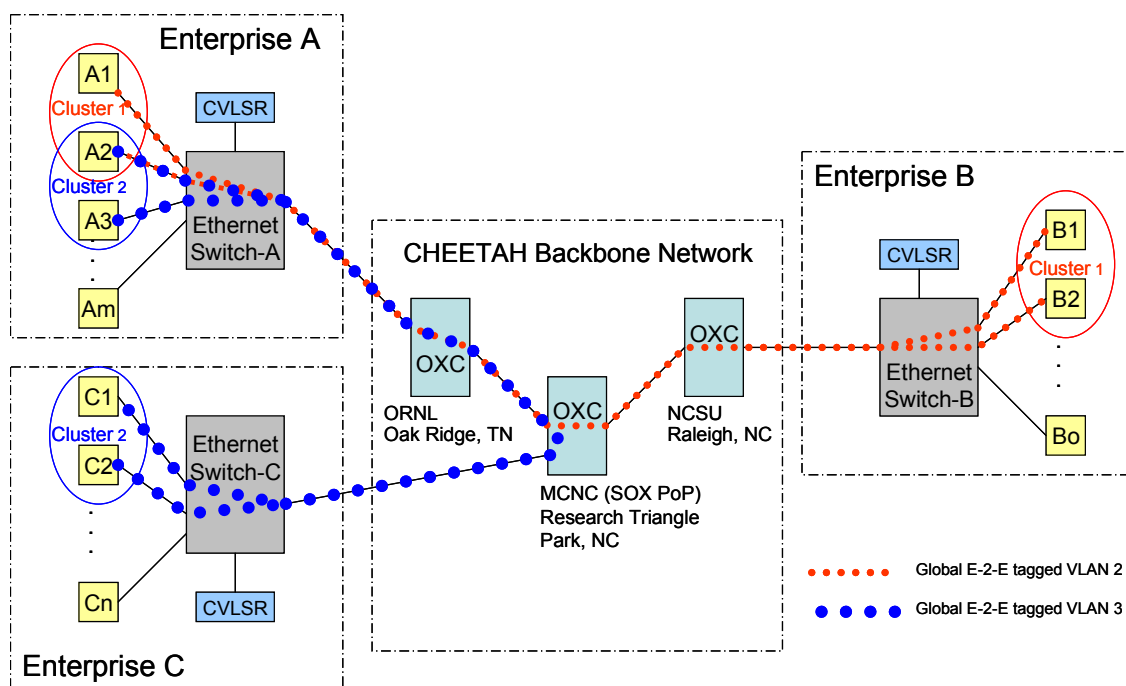 Enterprise A
A1
Cluster 1
A2
Cluster 2
A3
.
.
.
Am
CVLSR
Ethernet
Switch-A
Enterprise B
CVLSR
B1
Cluster 1
B2
.
.
.
Bo
Ethernet
Switch-B
CHEETAH Backbone Network
OXC
ORNL
Oak Ridge, TN
OXC
MCNC (SOX PoP)
Research Triangle
Park, NC
OXC
NCSU
Raleigh, NC
C1
Cluster 2
C2
.
.
.
Cn
Ethernet
Switch-C
CVLSR
Enterprise C
Global E-2-E tagged VLAN 2
Global E-2-E tagged VLAN 3